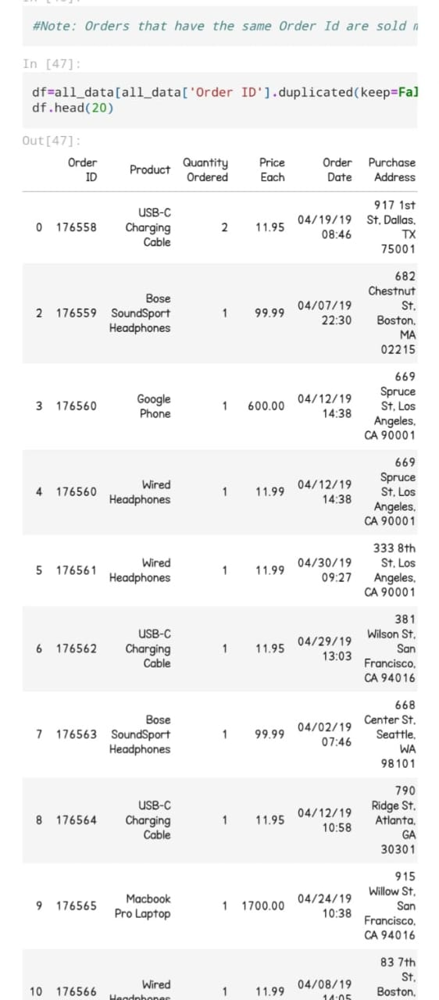 #Note: Orders that have the same Order Id are sold
In [47]:
df=all_data[all_data['Order ID'].duplicated(keep=Fal
df.head(20)
Out[47]:
Order ID Product Quantity Ordered Price Each Order Date Purchase Address
0 176558 USB-C Charging Cable 2 11.95 04/19/19 08:46 917 1st St, Dallas, TX 75001
2 176559 Bose SoundSport Headphones 1 99.99 04/07/19 22:30 682 Chestnut St, Boston, MA 02215
3 176560 Google Phone 1 600.00 04/12/19 14:38 669 Spruce St, Los Angeles, CA 90001
4 176560 Wired Headphones 1 11.99 04/12/19 14:38 669 Spruce St, Los Angeles, CA 90001
5 176561 Wired Headphones 1 11.99 04/30/19 09:27 333 8th St, Los Angeles, CA 90001
6 176562 USB-C Charging Cable 1 11.95 04/29/19 13:03 381 Wilson St, San Francisco, CA 94016
7 176563 Bose SoundSport Headphones 1 99.99 04/02/19 07:46 668 Center St, Seattle, WA 98101
8 176564 USB-C Charging Cable 1 11.95 04/12/19 10:58 790 Ridge St, Atlanta, GA 30301
9 176565 Macbook Pro Laptop 1 1700.00 04/24/19 10:38 915 Willow St, San Francisco, CA 94016
10 176566 Wired Headphones 1 11.99 04/08/19 14:05 83 7th St, Boston,